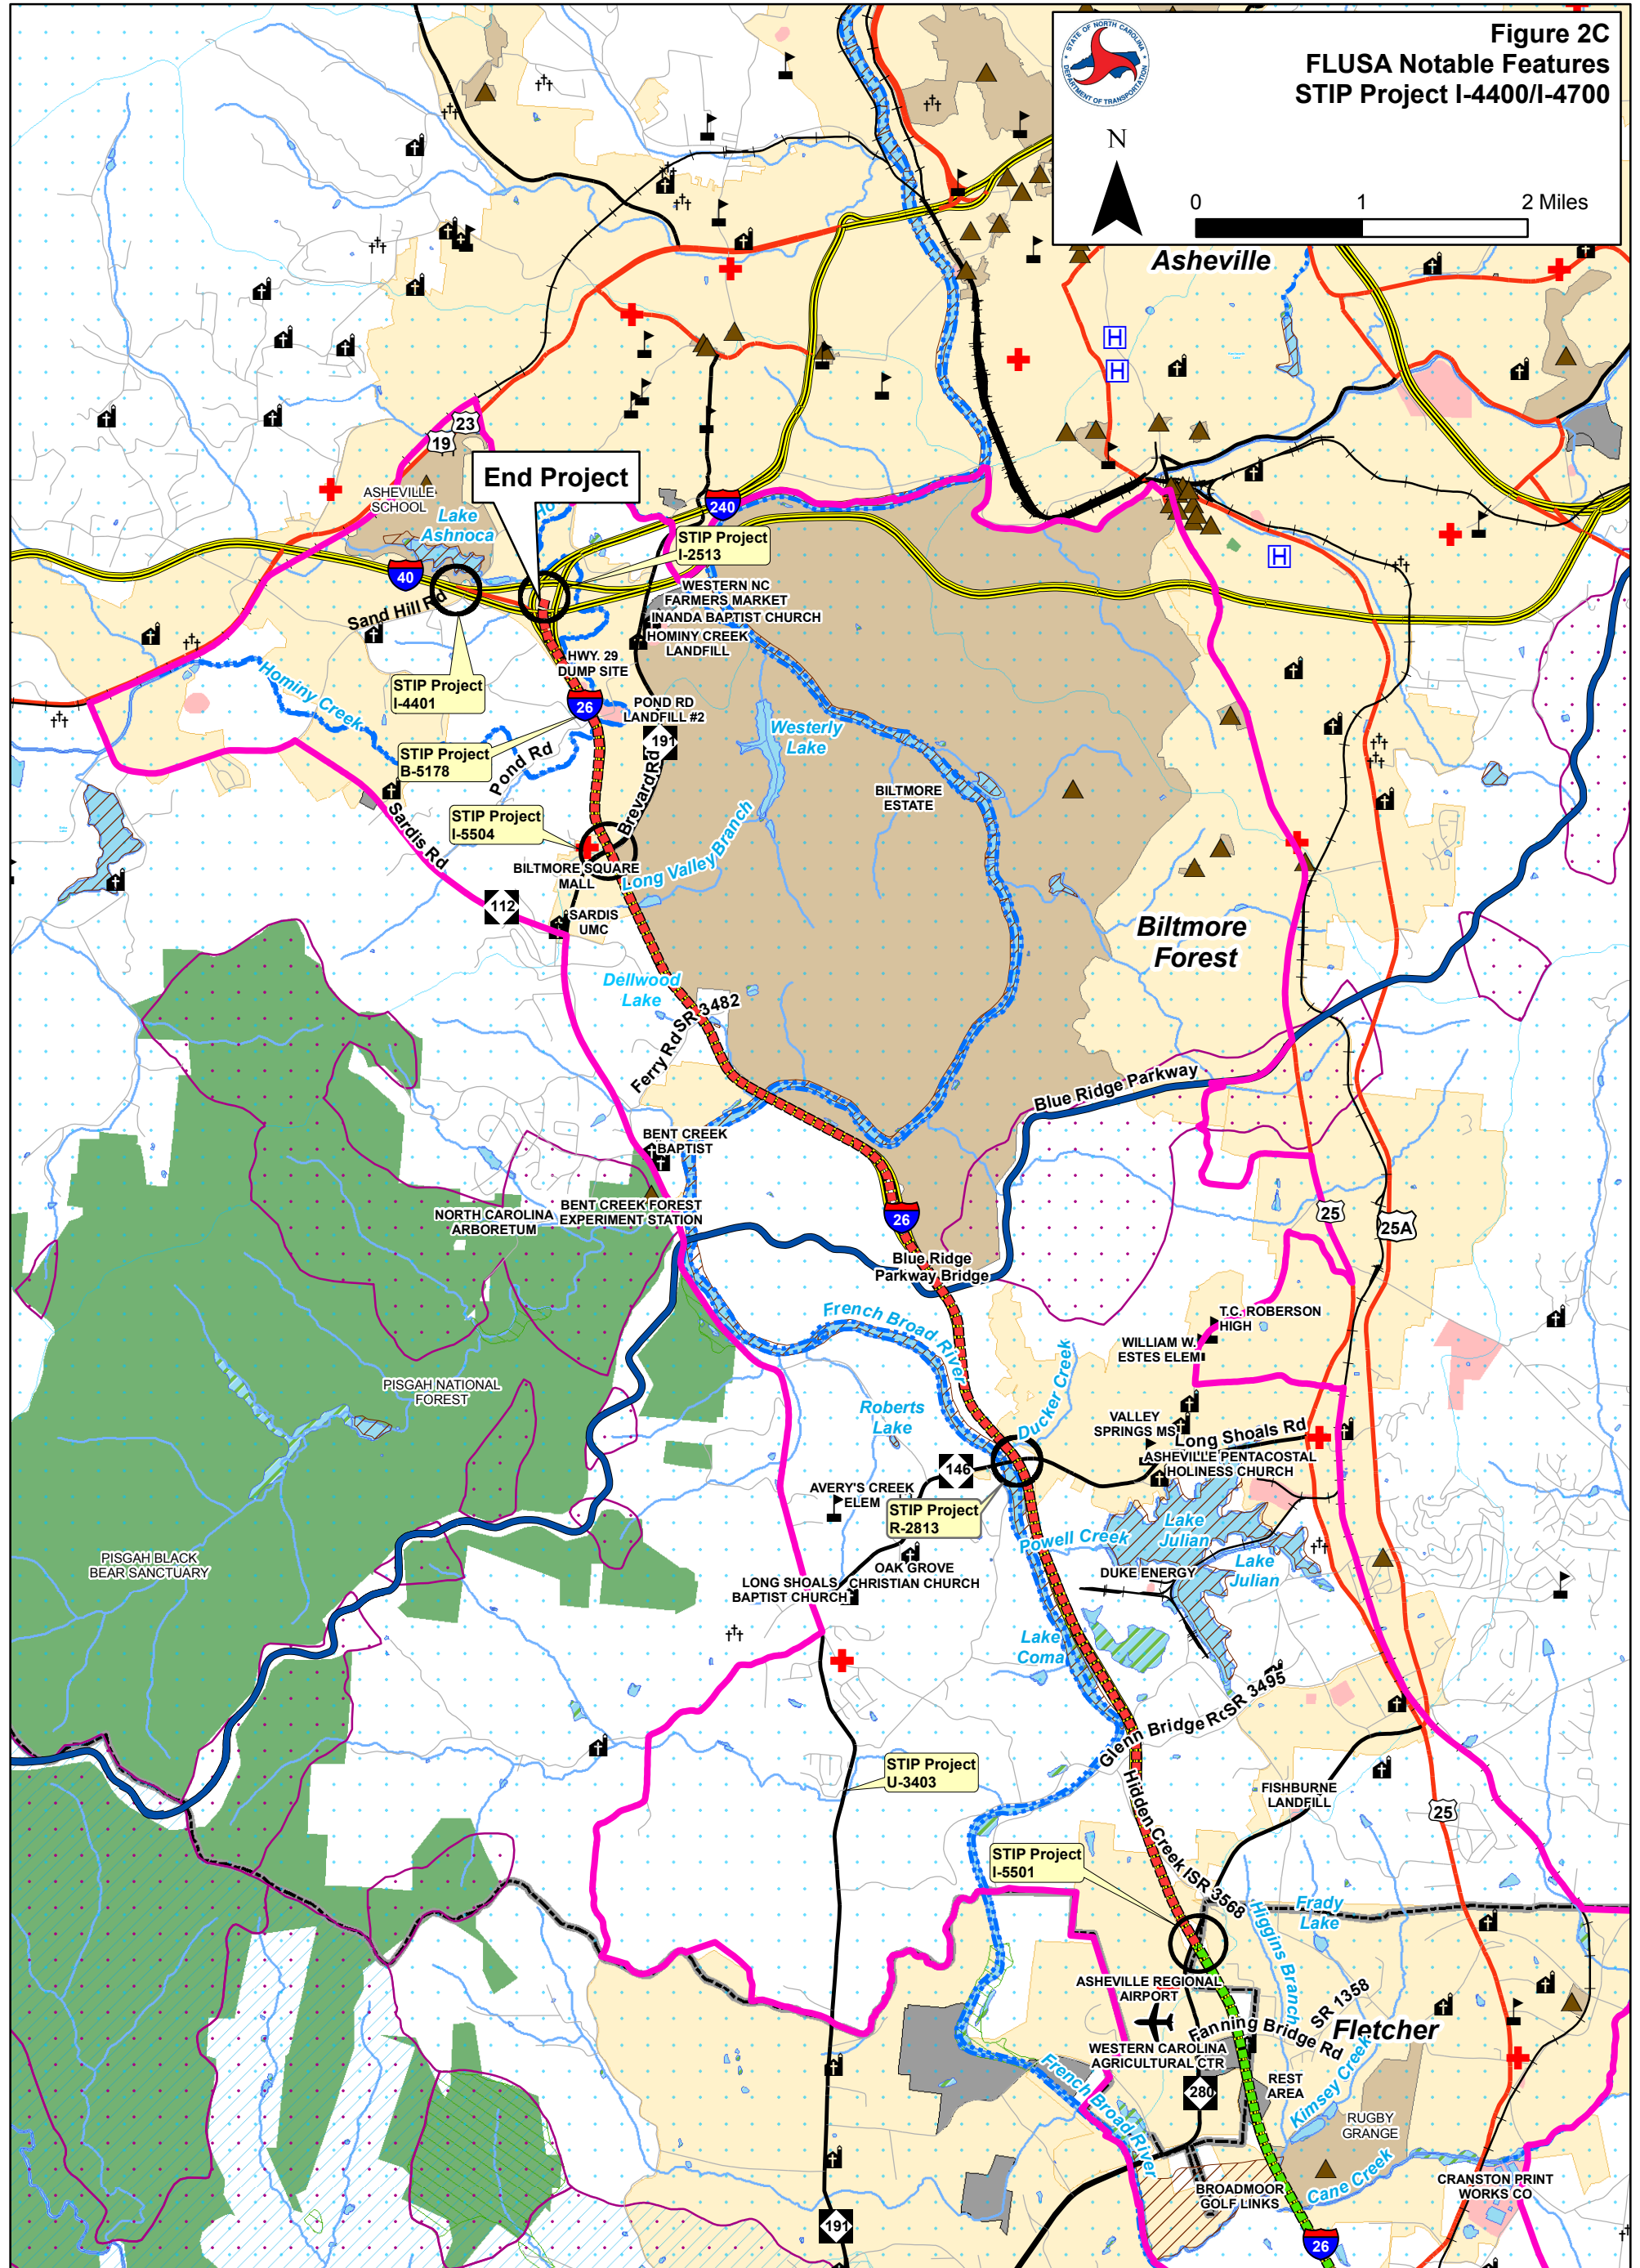 Figure 2C
FLUSA Notable Features
STIP Project I-4400/I-4700
STATE OF NORTH CAROLINA
DEPARTMENT OF TRANSPORTATION
N
0 1 2 Miles
Asheville
H
H
H
23
19
End Project
ASHEVILLE
SCHOOL
Lake
Ashnoca
240
STIP Project
I-2513
40
Sand Hill Rd
WESTERN NC
FARMERS MARKET
INANDA BAPTIST CHURCH
HOMINY CREEK
LANDFILL
HWY. 29
DUMP SITE
Hominy Creek
STIP Project
I-4401
26
POND RD
LANDFILL #2
191
Westerly
Lake
STIP Project
B-5178
Pond Rd
BILTMORE
ESTATE
Brevard Rd
STIP Project
I-5504
Sardis Rd
BILTMORE SQUARE
MALL
Long Valley Branch
112
SARDIS
UMC
Biltmore
Forest
Dellwood
Lake
SR 3482
Ferry Rd
Blue Ridge Parkway
BENT CREEK
BAPTIST
NORTH CAROLINA
ARBORETUM
BENT CREEK FOREST
EXPERIMENT STATION
26
25
25A
Blue Ridge
Parkway Bridge
French Broad River
T.C. ROBERSON
HIGH
WILLIAM W.
ESTES ELEM
PISGAH NATIONAL
FOREST
Ducker Creek
Roberts
Lake
VALLEY
SPRINGS MS
Long Shoals Rd
ASHEVILLE PENTACOSTAL
HOLINESS CHURCH
146
AVERY'S CREEK
ELEM
STIP Project
R-2813
Lake
Julian
Powell Creek
Lake
Julian
PISGAH BLACK
BEAR SANCTUARY
OAK GROVE
CHRISTIAN CHURCH
DUKE ENERGY
LONG SHOALS
BAPTIST CHURCH
Lake
Coma
SR 3495
Glenn Bridge Rd
STIP Project
U-3403
Hidden Creek
SR 3568
FISHBURNE
LANDFILL
25
STIP Project
I-5501
Frady
Lake
Higgins Branch
ASHEVILLE REGIONAL
AIRPORT
SR 1358
Fanning Bridge Rd
Fletcher
WESTERN CAROLINA
AGRICULTURAL CTR
280
REST
AREA
Kimsey Creek
French Broad River
RUGBY
GRANGE
BROADMOOR
GOLF LINKS
Cane Creek
CRANSTON PRINT
WORKS CO
191
26